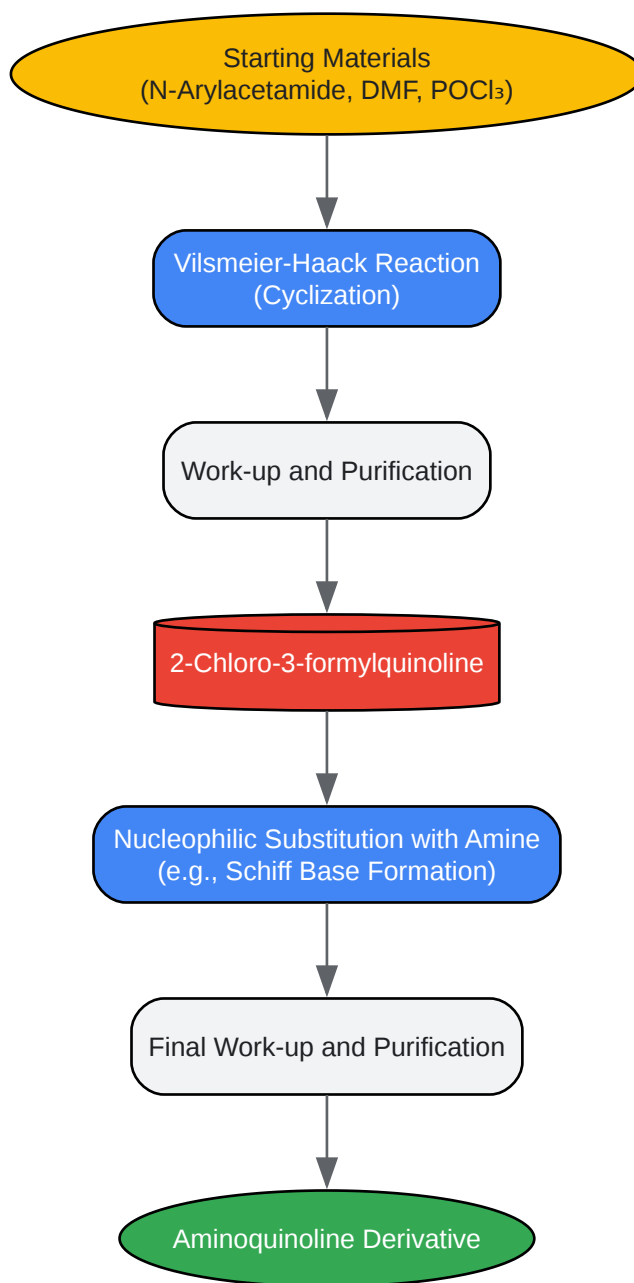 Starting Materials
(N-Arylacetamide, DMF, POCl₃)
Vilsmeier-Haack Reaction
(Cyclization)
Work-up and Purification
2-Chloro-3-formylquinoline
Nucleophilic Substitution with Amine
(e.g., Schiff Base Formation)
Final Work-up and Purification
Aminoquinoline Derivative